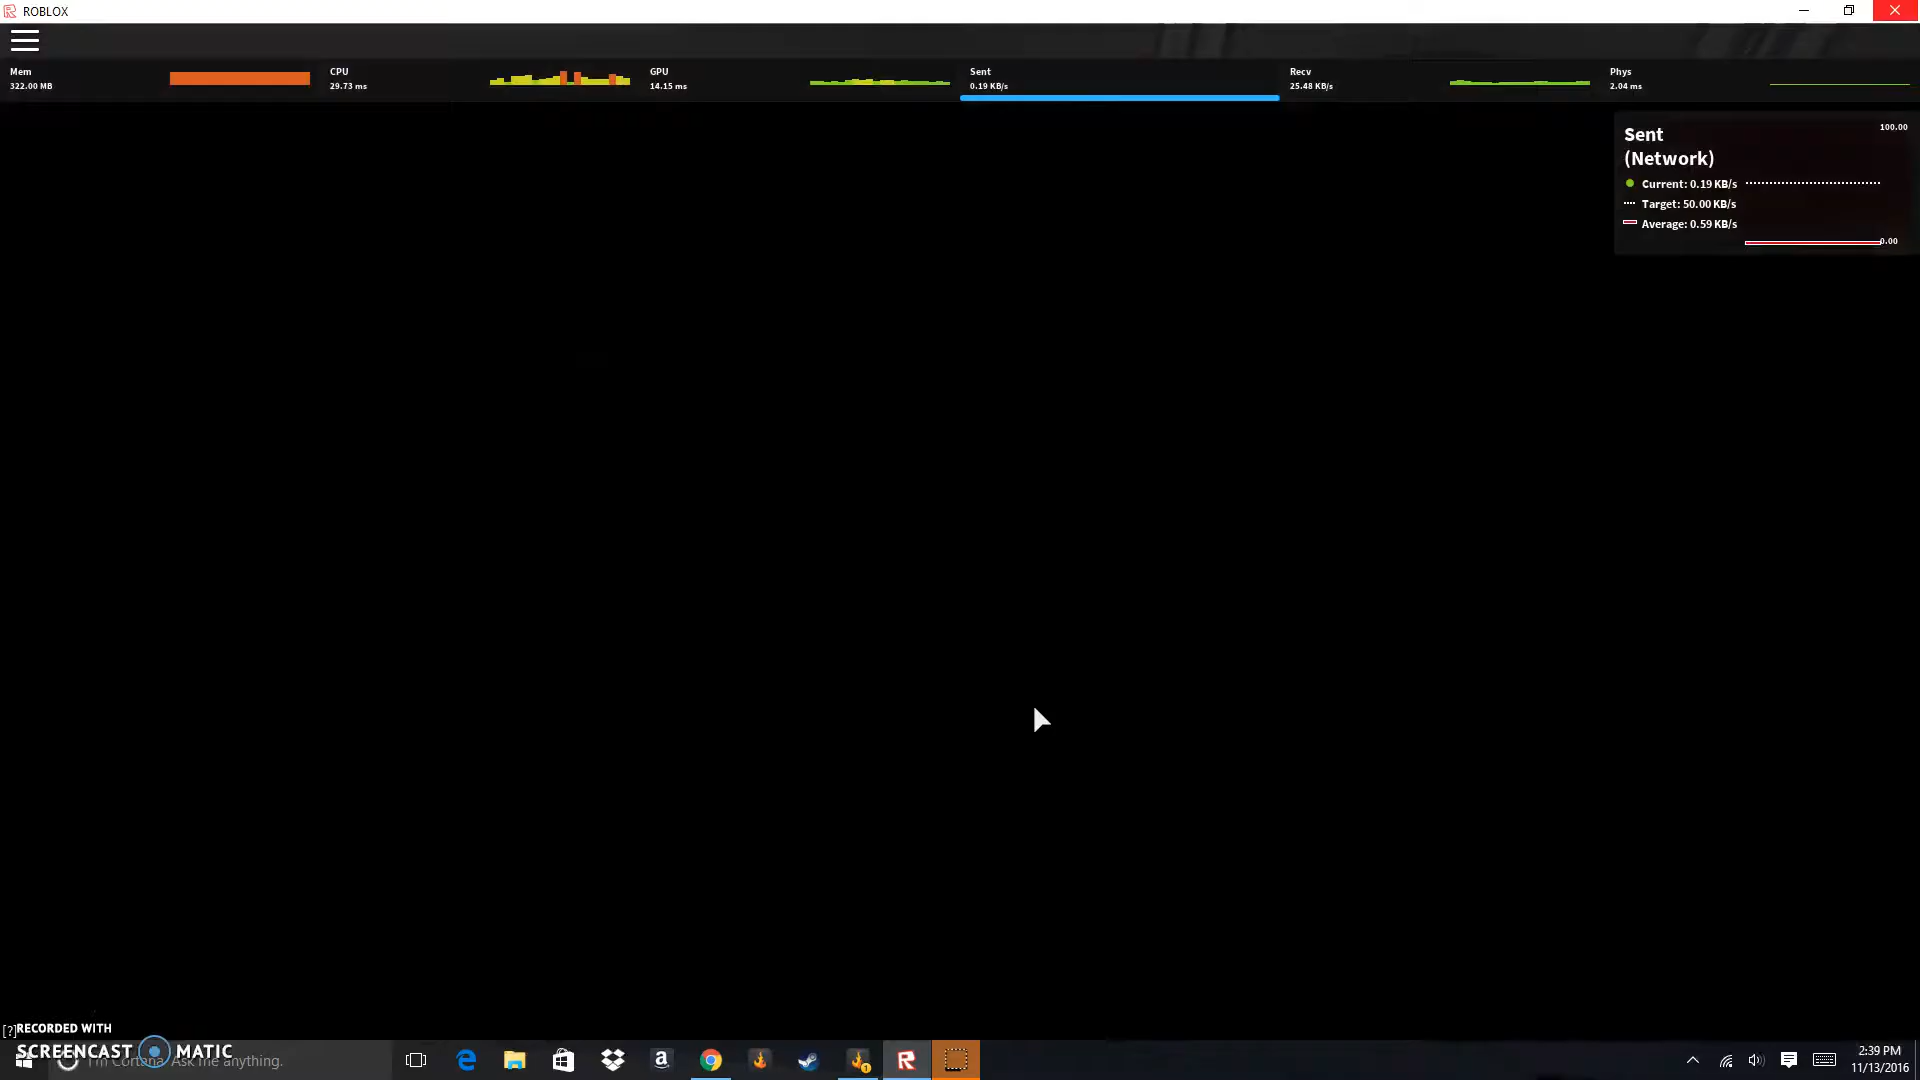 ROBLOX
Mem
322.00 MB
CPU
29.73 ms
GPU
14.15 ms
Sent
0.19 KB/s
Recv
25.48 KB/s
Phys
2.04 ms
Sent
(Network)
100.00
Current: 0.19 KB/s
Target: 50.00 KB/s
Average: 0.59 KB/s
0.00
[?]RECORDED WITH
SCREENCAST MATIC
I'm Cortana. Ask me anything.
2:39 PM
11/13/2016